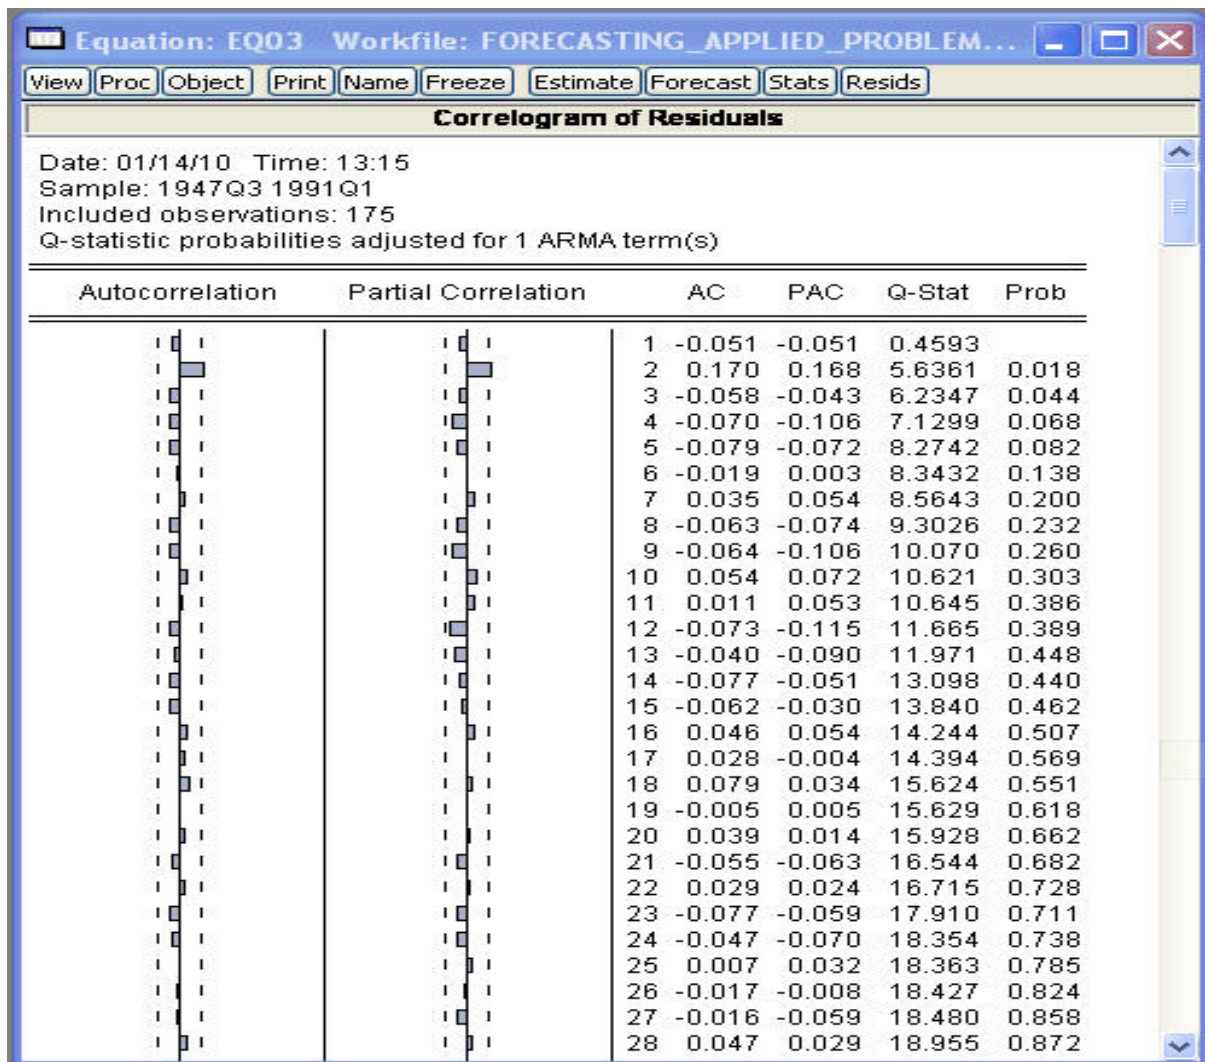 Equation: EQ03 Workfile: FORECASTING_APPLIED_PROBLEM...
View Proc Object Print Name Freeze Estimate Forecast Stats Resids
Correlogram of Residuals
Date: 01/14/10 Time: 13:15
Sample: 1947Q3 1991Q1
Included observations: 175
Q-statistic probabilities adjusted for 1 ARMA term(s)
Autocorrelation Partial Correlation AC PAC Q-Stat Prob
1 -0.051 -0.051 0.4593
2 0.170 0.168 5.6361 0.018
3 -0.058 -0.043 6.2347 0.044
4 -0.070 -0.106 7.1299 0.068
5 -0.079 -0.072 8.2742 0.082
6 -0.019 0.003 8.3432 0.138
7 0.035 0.054 8.5643 0.200
8 -0.063 -0.074 9.3026 0.232
9 -0.064 -0.106 10.070 0.260
10 0.054 0.072 10.621 0.303
11 0.011 0.053 10.645 0.386
12 -0.073 -0.115 11.665 0.389
13 -0.040 -0.090 11.971 0.448
14 -0.077 -0.051 13.098 0.440
15 -0.062 -0.030 13.840 0.462
16 0.046 0.054 14.244 0.507
17 0.028 -0.004 14.394 0.569
18 0.079 0.034 15.624 0.551
19 -0.005 0.005 15.629 0.618
20 0.039 0.014 15.928 0.662
21 -0.055 -0.063 16.544 0.682
22 0.029 0.024 16.715 0.728
23 -0.077 -0.059 17.910 0.711
24 -0.047 -0.070 18.354 0.738
25 0.007 0.032 18.363 0.785
26 -0.017 -0.008 18.427 0.824
27 -0.016 -0.059 18.480 0.858
28 0.047 0.029 18.955 0.872